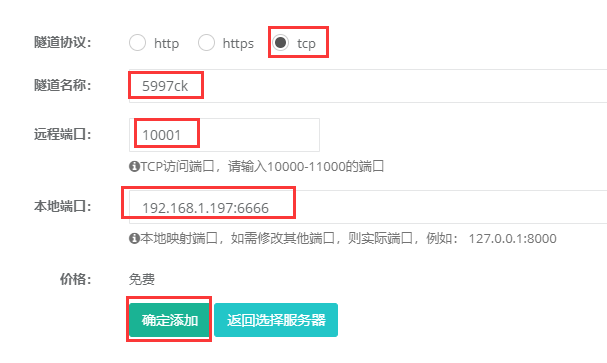 隧道协议： http https tcp
隧道名称： 5997ck
远程端口： 10001
TCP访问端口，请输入10000-11000的端口
本地端口： 192.168.1.197:6666
本地映射端口，如需修改其他端口，则实际端口，例如： 127.0.0.1:8000
价格： 免费
确定添加 返回选择服务器